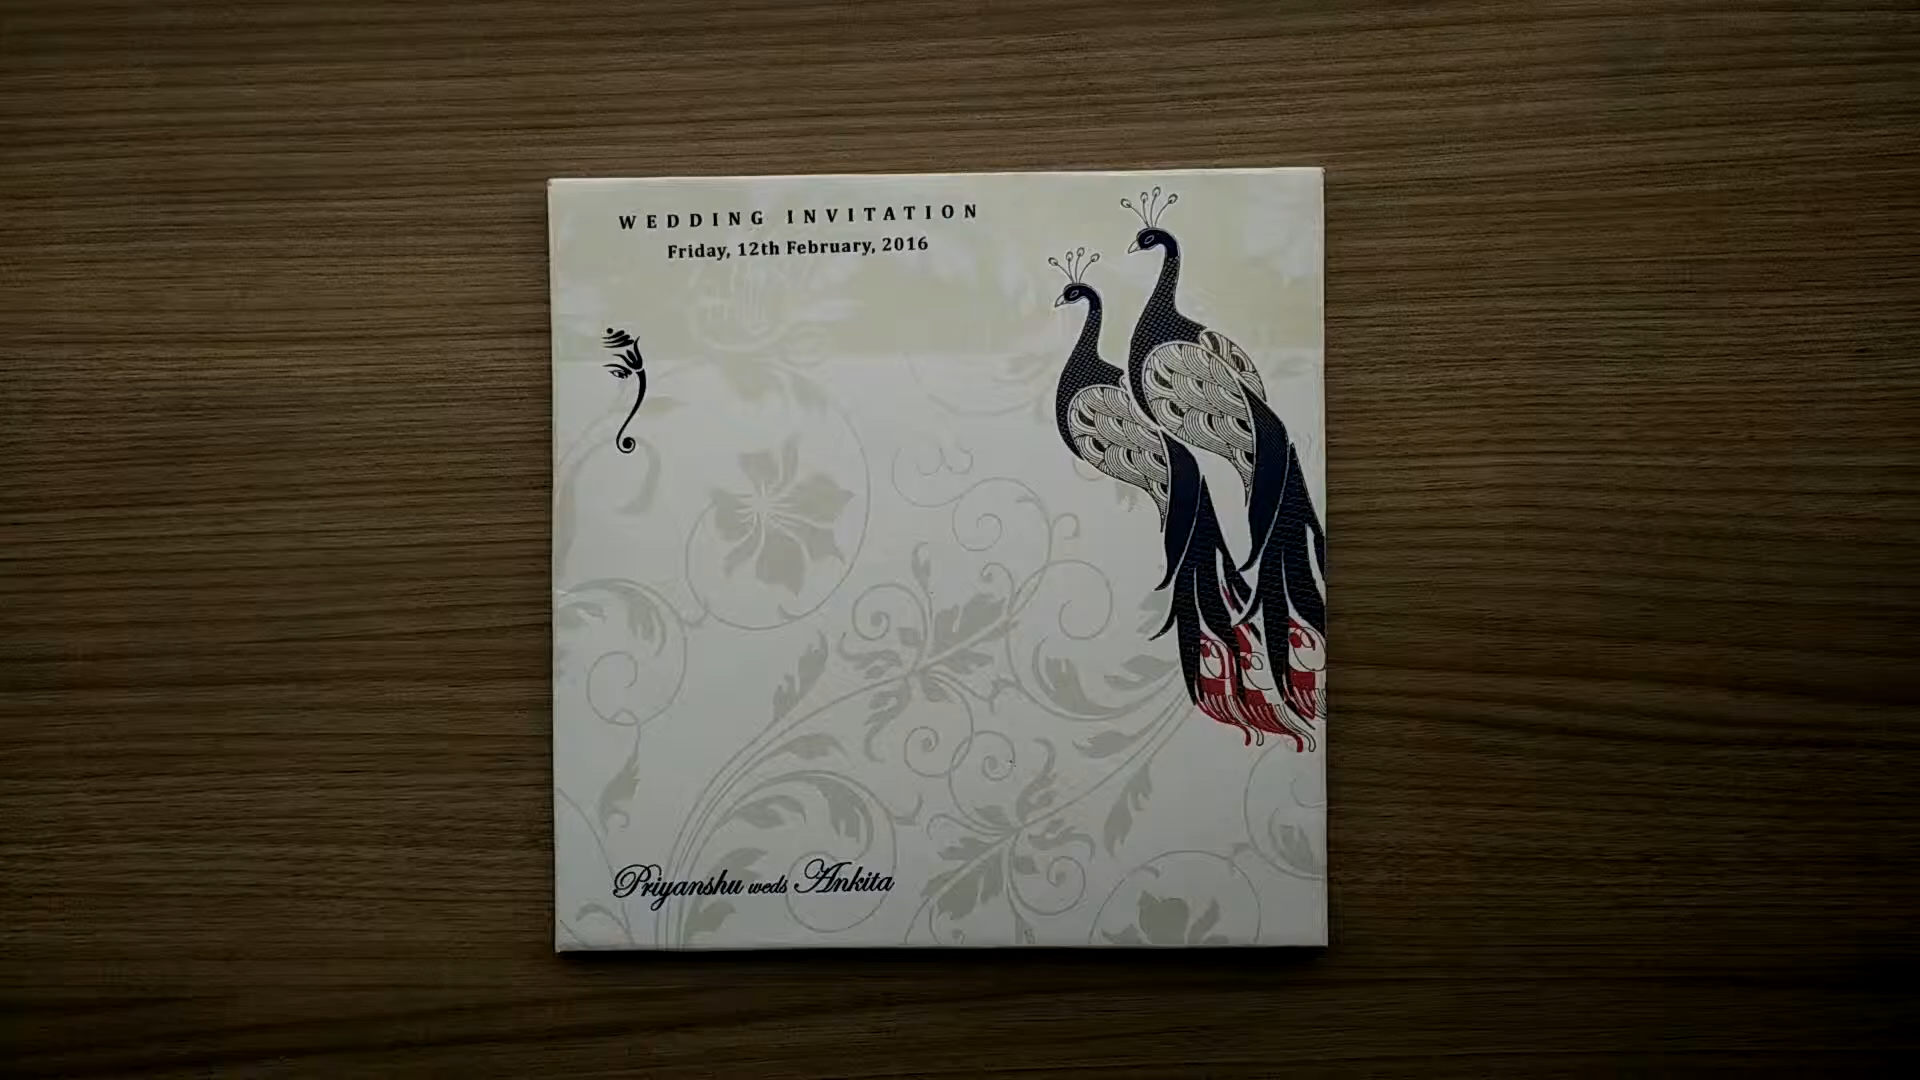 WEDDING INVITATION
Friday, 12th February, 2016
Priyanshu weds Ankita